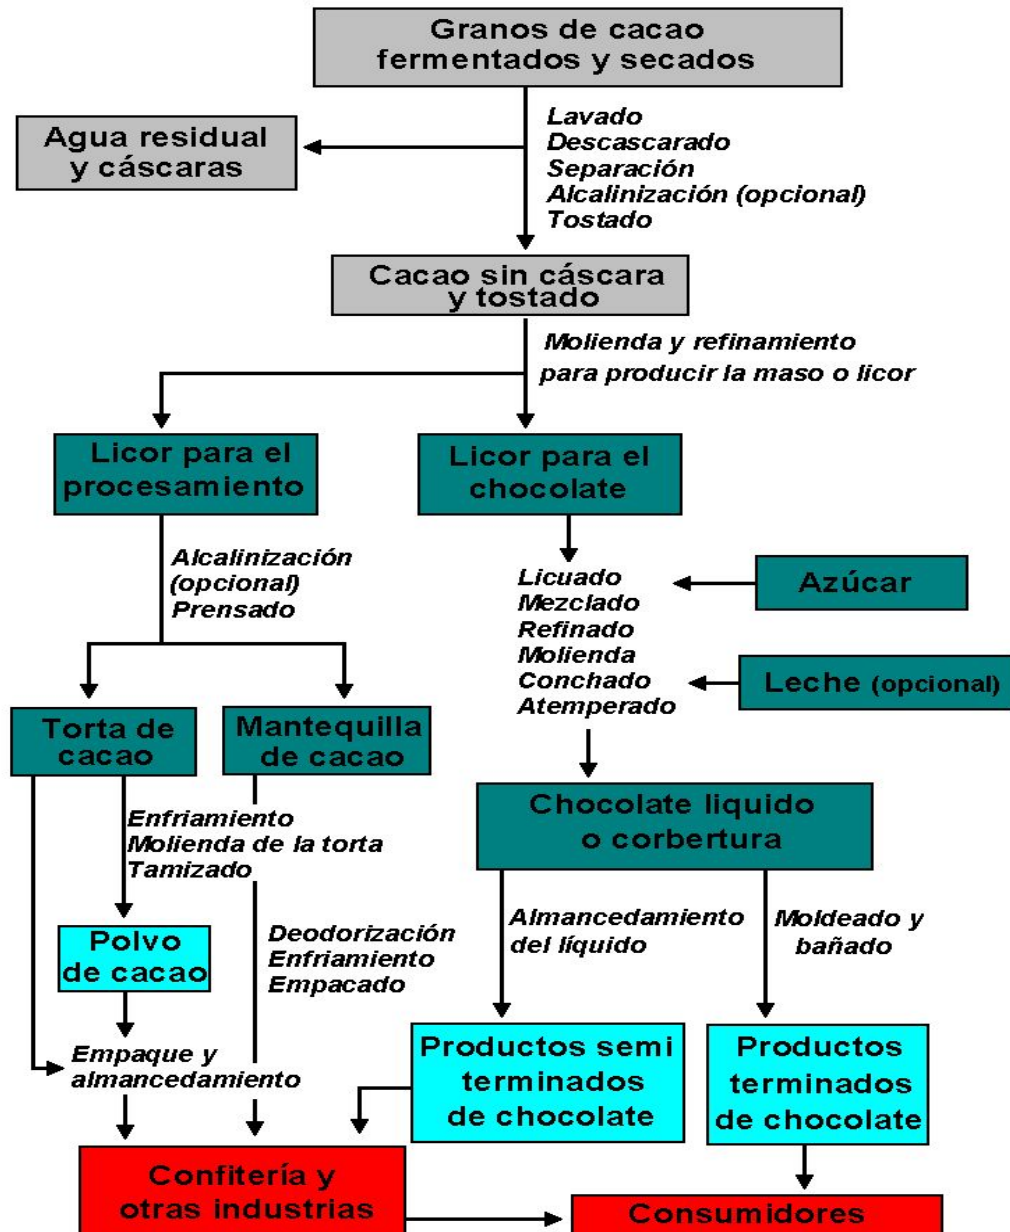 Granos de cacao
fermentados y secados
Lavado
Descascarado
Separación
Alcalinización (opcional)
Tostado
Agua residual
y cáscaras
Cacao sin cáscara
y tostado
Molienda y refinamiento
para producir la maso o licor
Licor para el
procesamiento
Licor para el
chocolate
Alcalinización
(opcional)
Prensado
Licuado
Mezclado
Refinado
Molienda
Conchado
Atemperado
Azúcar
Leche (opcional)
Torta de
cacao
Mantequilla
de cacao
Chocolate liquido
o corbertura
Enfriamiento
Molienda de la torta
Tamizado
Polvo
de cacao
Deodorización
Enfriamiento
Empacado
Almancedamiento
del líquido
Moldeado y
bañado
Empaque y
almancedamiento
Productos semi
terminados
de chocolate
Productos
terminados
de chocolate
Confitería y
otras industrias
Consumidores